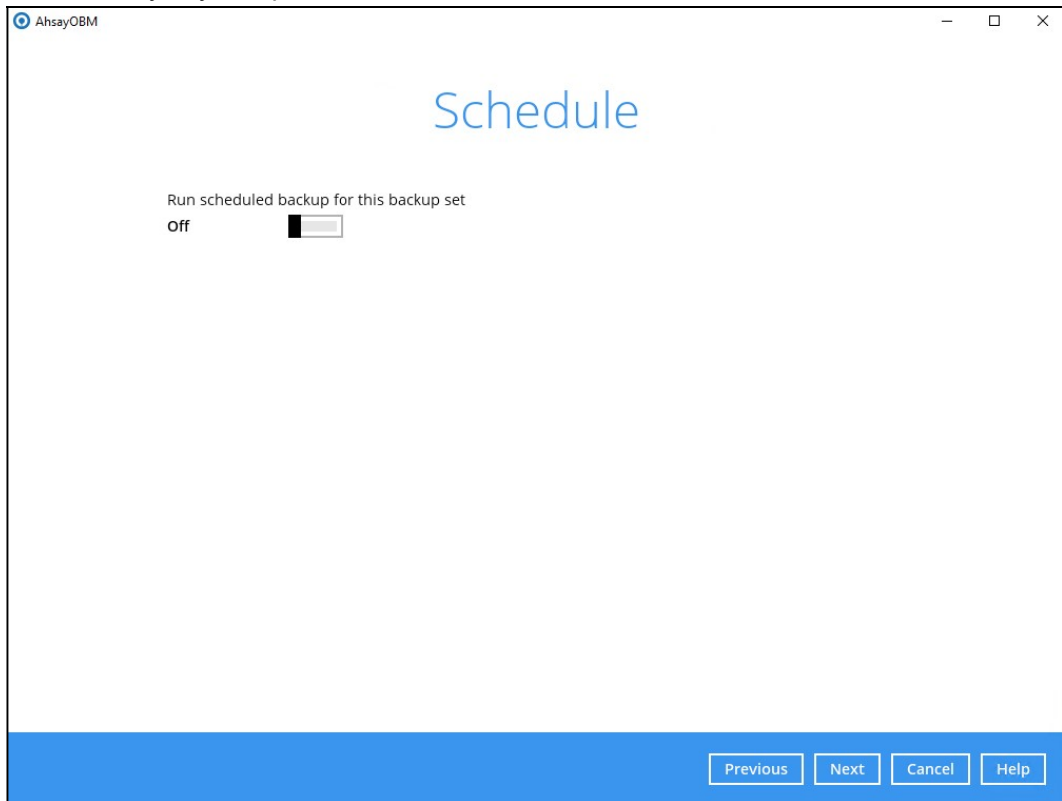 AhsayOBM
Schedule
Run scheduled backup for this backup set
Off
Previous Next Cancel Help